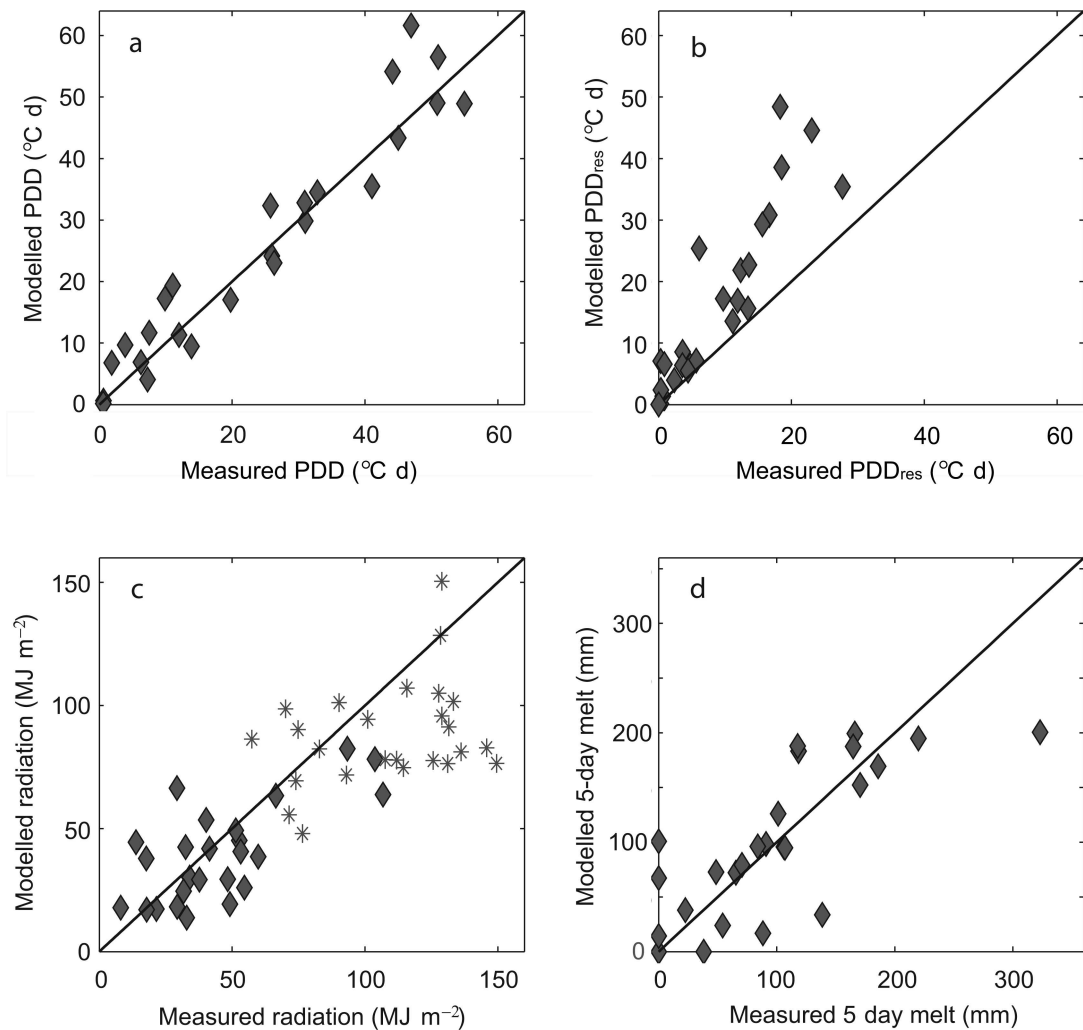 a
60
50
40
30
20
10
0
0 20 40 60
Modelled PDD (°C d)
Measured PDD (°C d)
b
60
50
40
30
20
10
0
0 20 40 60
Modelled PDDres (°C d)
Measured PDDres (°C d)
c
150
100
50
0
0 50 100 150
Modelled radiation (MJ m⁻²)
Measured radiation (MJ m⁻²)
d
300
200
100
0
0 100 200 300
Modelled 5-day melt (mm)
Measured 5 day melt (mm)